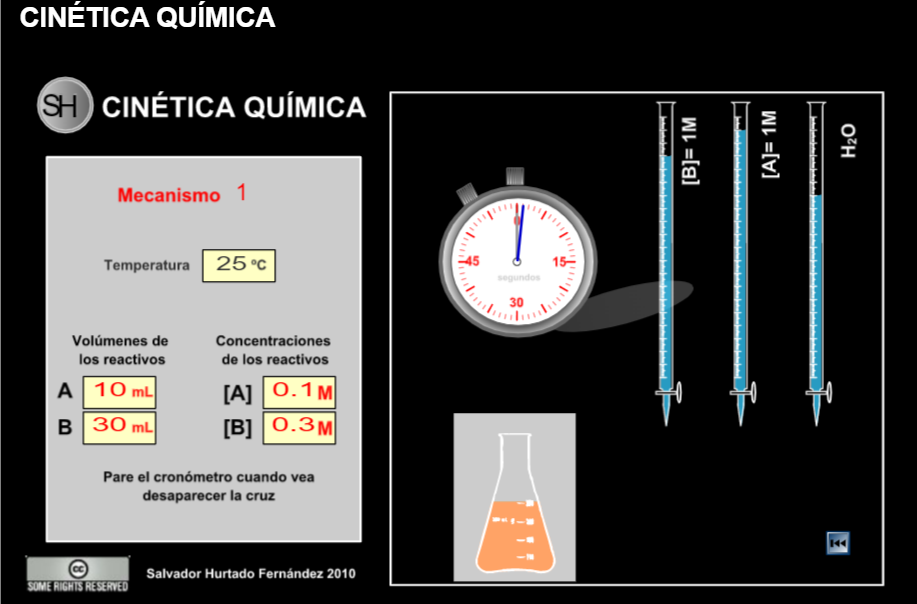 CINÉTICA QUÍMICA
SH CINÉTICA QUÍMICA
Mecanismo 1
Temperatura 25 ºC
Volúmenes de
los reactivos
Concentraciones
de los reactivos
A 10 mL
[A] 0.1 M
B 30 mL
[B] 0.3 M
Pare el cronómetro cuando vea
desaparecer la cruz
cc
SOME RIGHTS RESERVED
Salvador Hurtado Fernández 2010
0
45
15
segundos
30
[B]= 1M
[A]= 1M
H₂O